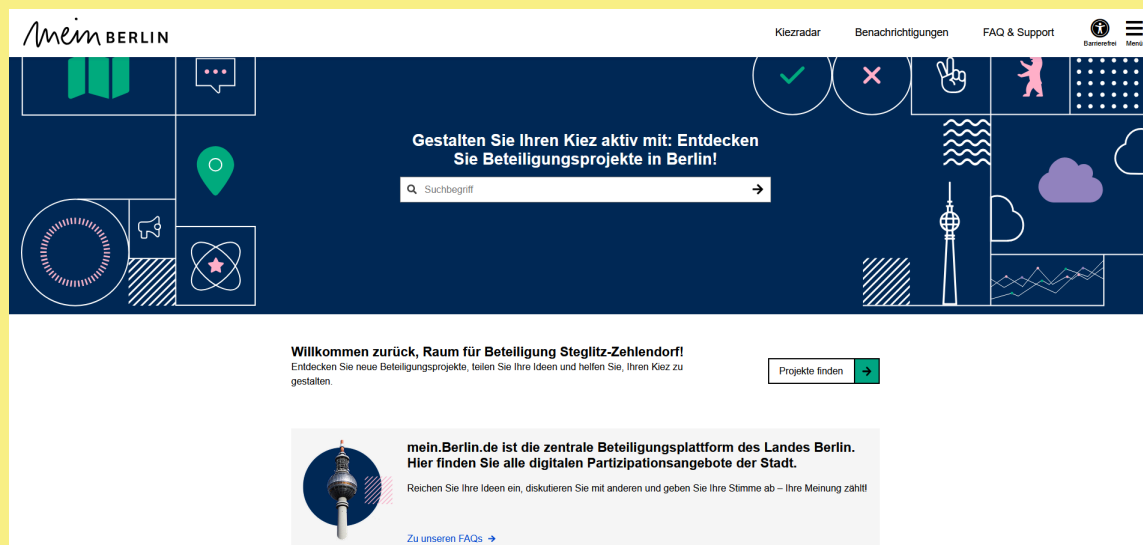 mein BERLIN
Kiezradar
Benachrichtigungen
FAQ & Support
Barrierefrei
Menü
Gestalten Sie Ihren Kiez aktiv mit: Entdecken
Sie Beteiligungsprojekte in Berlin!
Suchbegriff
Willkommen zurück, Raum für Beteiligung Steglitz-Zehlendorf!
Entdecken Sie neue Beteiligungsprojekte, teilen Sie Ihre Ideen und helfen Sie, Ihren Kiez zu
gestalten.
Projekte finden
mein.Berlin.de ist die zentrale Beteiligungsplattform des Landes Berlin.
Hier finden Sie alle digitalen Partizipationsangebote der Stadt.
Reichen Sie Ihre Ideen ein, diskutieren Sie mit anderen und geben Sie Ihre Stimme ab – Ihre Meinung zählt!
Zu unseren FAQs